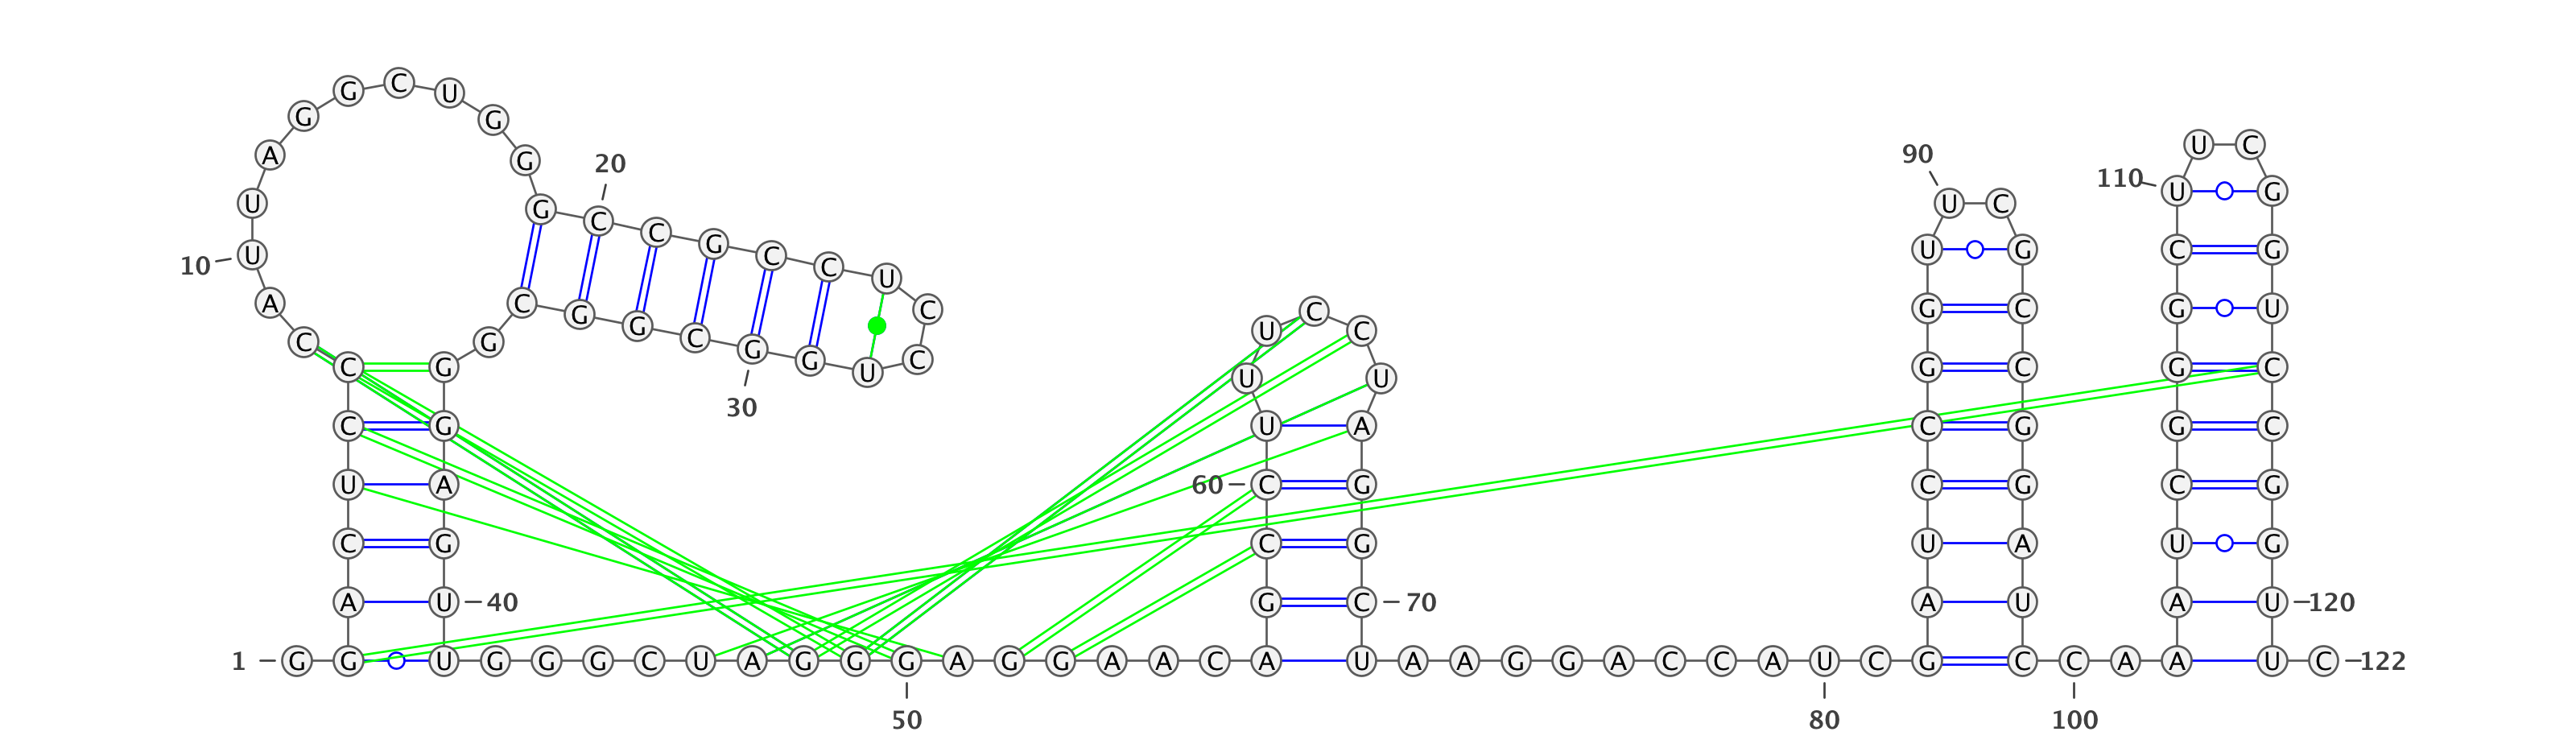 1
G G A C U C C C A U
10
U A G G C U G G G C
20
C G C C U C C U G G
30
C G G C G G G A G U
40
U G G G C U A G G G
50
A G G A A C A G C C
60
U U U C C U A G G C
70
U A A G G A C C A U
80
C G A U C C G G U U
90
C G C C G G A U C C
100
A A A U C G G G C U
110
U C G G U C C G G U
120
U C
122